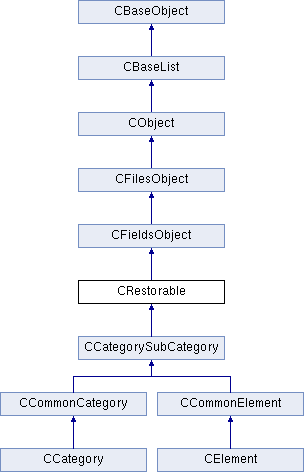 CBaseObject
CBaseList
CObject
CFilesObject
CFieldsObject
CRestorable
CCategorySubCategory
CCommonCategory CCommonElement
CCategory CElement